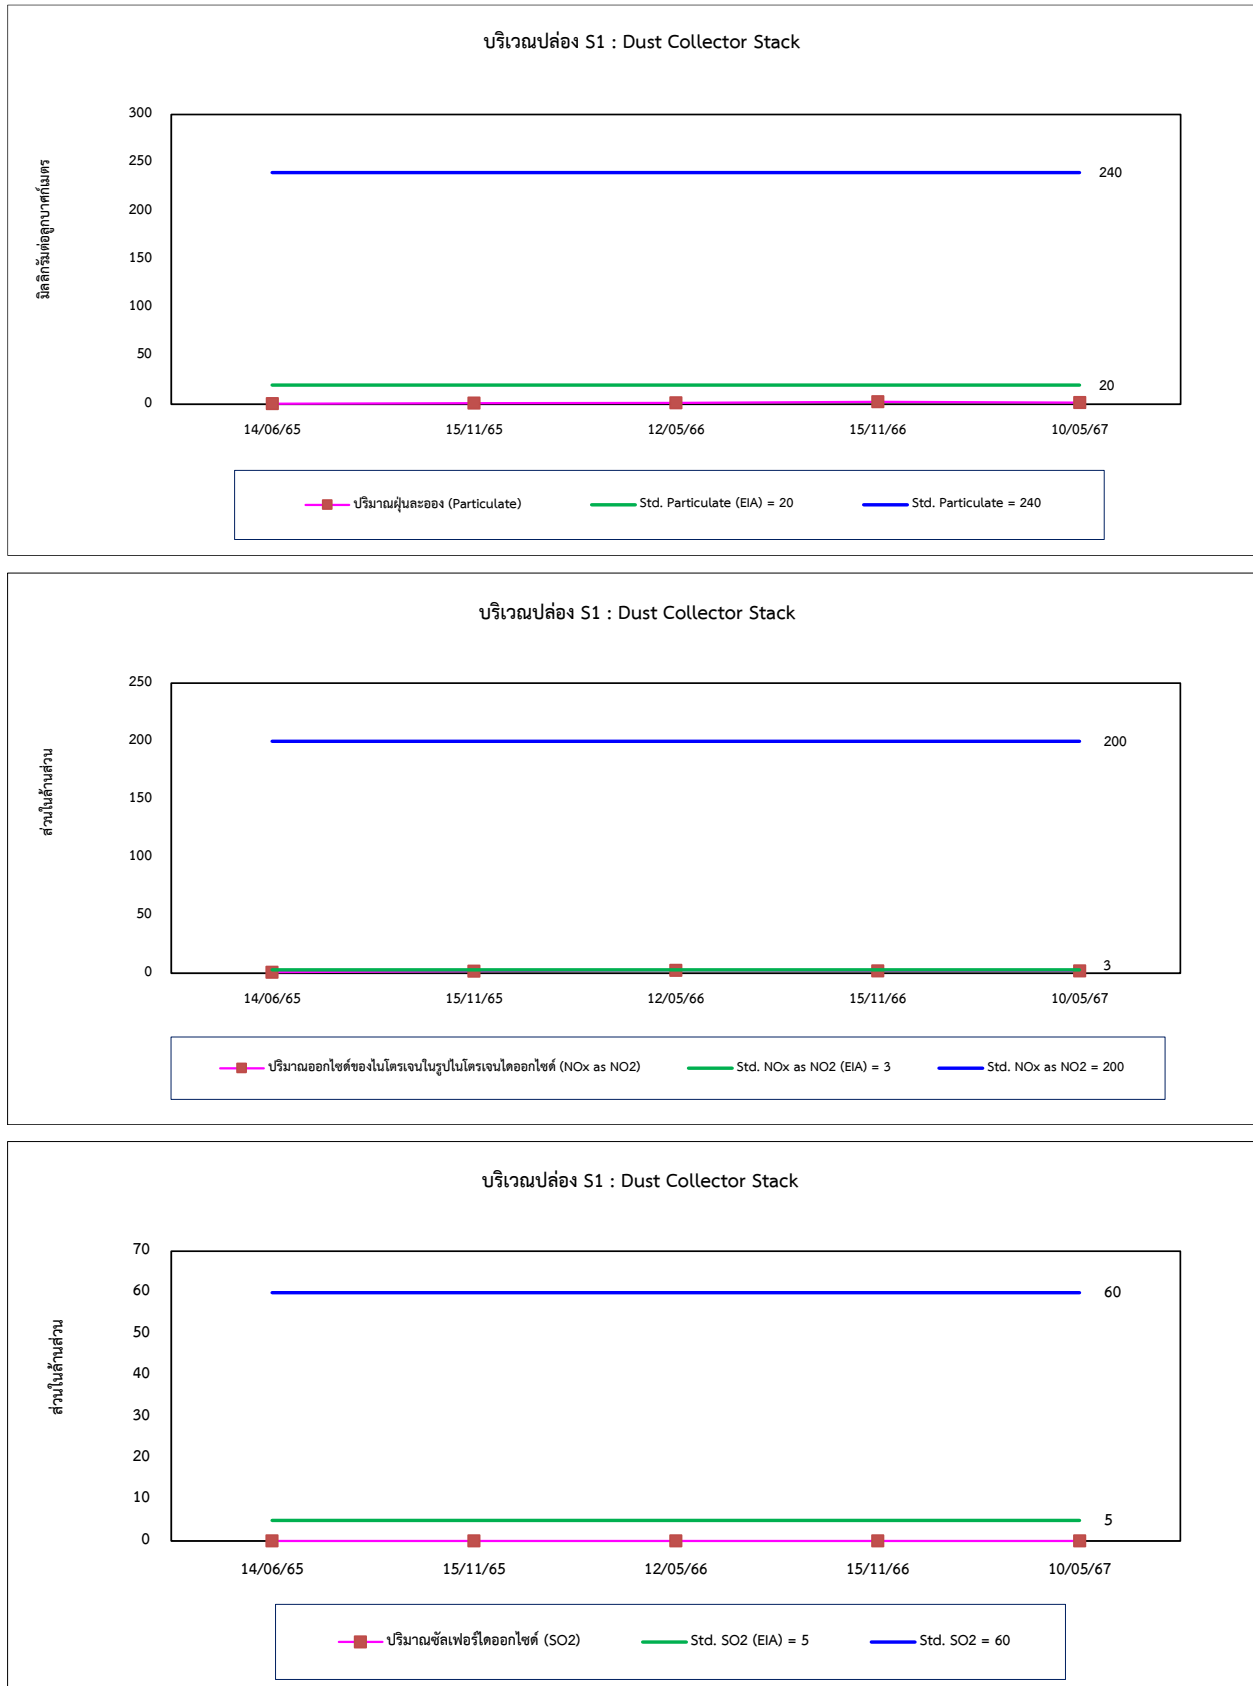 บริเวณปล่อง S1 : Dust Collector Stack
300
250
200
150
100
50
0
มิลลิกรัมต่อลูกบาศก์เมตร
240
20
14/06/65 15/11/65 12/05/66 15/11/66 10/05/67
ปริมาณฝุ่นละออง (Particulate) Std. Particulate (EIA) = 20 Std. Particulate = 240
บริเวณปล่อง S1 : Dust Collector Stack
250
200
150
100
50
0
ส่วนในล้านส่วน
200
3
14/06/65 15/11/65 12/05/66 15/11/66 10/05/67
ปริมาณออกไซด์ของไนโตรเจนในรูปไนโตรเจนไดออกไซด์ (NOx as NO2) Std. NOx as NO2 (EIA) = 3 Std. NOx as NO2 = 200
บริเวณปล่อง S1 : Dust Collector Stack
70
60
50
40
30
20
10
0
ส่วนในล้านส่วน
60
5
14/06/65 15/11/65 12/05/66 15/11/66 10/05/67
ปริมาณซัลเฟอร์ไดออกไซด์ (SO2) Std. SO2 (EIA) = 5 Std. SO2 = 60